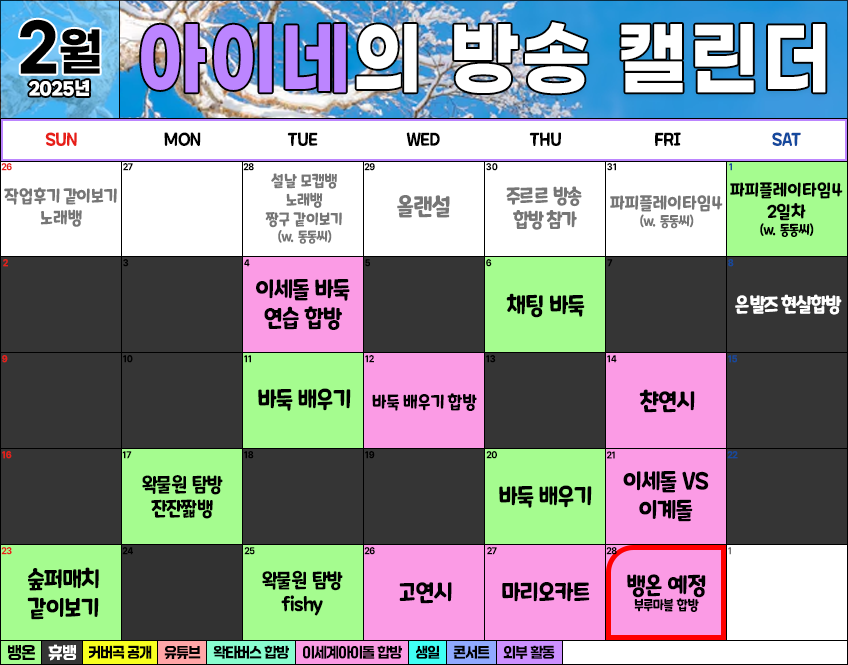 2월
2025년
아이네의 방송 캘린더
SUN MON TUE WED THU FRI SAT
26 27 28 29 30 31 1
작업후기 같이보기
노래뱅
설날 모캡뱅
노래뱅
짱구 같이보기
(w. 동동씨)
올랜설
주르르 방송
합방 참가
파피플레이타임4
(w. 동동씨)
파피플레이타임4
2일차
(w. 동동씨)
2 3 4 5 6 7 8
이세돌 바둑
연습 합방
채팅 바둑
은발즈 현실합방
9 10 11 12 13 14 15
바둑 배우기
바둑 배우기 합방
챤연시
16 17 18 19 20 21 22
왁물원 탐방
잔잔짧뱅
바둑 배우기
이세돌 VS
이계돌
23 24 25 26 27 28 1
숲퍼매치
같이보기
왁물원 탐방
fishy
고연시
마리오카트
뱅온 예정
부루마블 합방
뱅온 휴뱅 커버곡 공개 유튜브 왁타버스 합방 이세계아이돌 합방 생일 콘서트 외부 활동